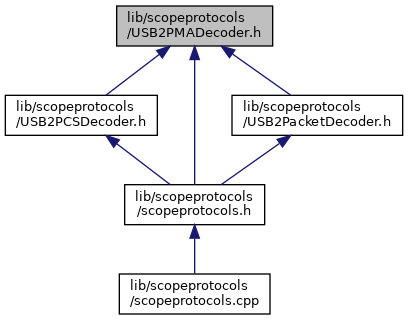 lib/scopeprotocols
/USB2PMADecoder.h
lib/scopeprotocols
/USB2PCSDecoder.h
lib/scopeprotocols
/USB2PacketDecoder.h
lib/scopeprotocols
/scopeprotocols.h
lib/scopeprotocols
/scopeprotocols.cpp